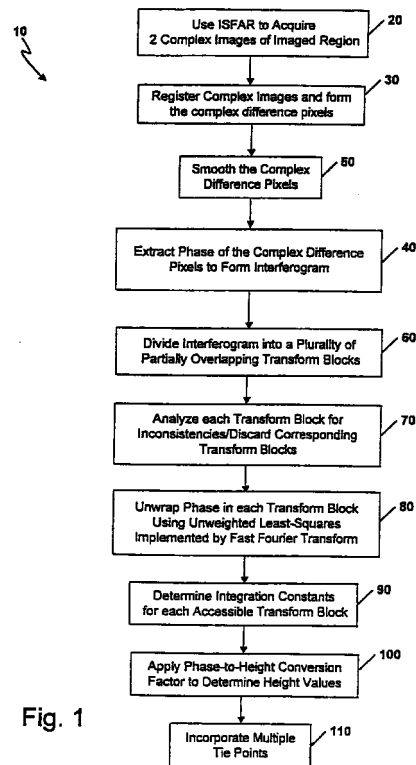 10
20
Use ISFAR to Acquire
2 Complex Images of Imaged Region
30
Register Complex Images and form
the complex difference pixels
50
Smooth the Complex
Difference Pixels
40
Extract Phase of the Complex Difference
Pixels to Form Interferogram
60
Divide Interferogram into a Plurality of
Partially Overlapping Transform Blocks
70
Analyze each Transform Block for
Inconsistencies/Discard Corresponding
Transform Blocks
80
Unwrap Phase in each Transform Block
Using Unweighted Least-Squares
Implemented by Fast Fourier Transform
90
Determine Integration Constants
for each Accessible Transform Block
100
Apply Phase-to-Height Conversion
Factor to Determine Height Values
110
Incorporate Multiple
Tie Points
Fig. 1